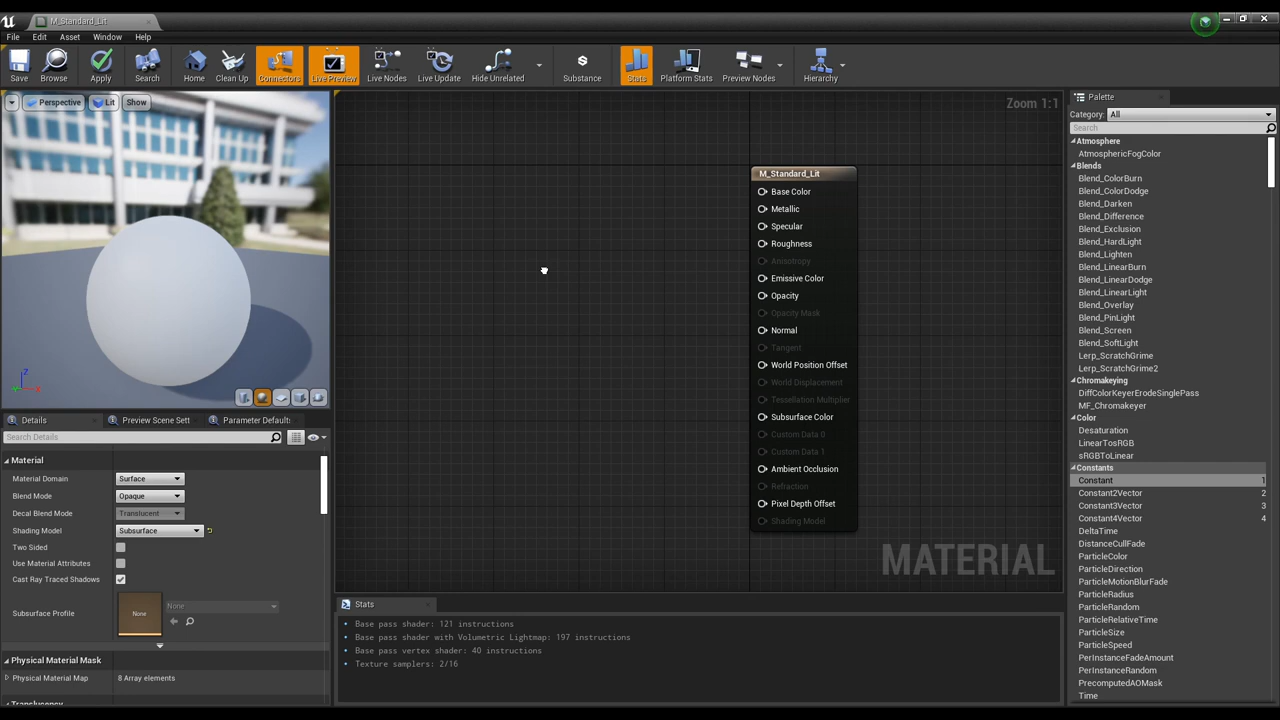 M_Standard_Lit
File Edit Asset Window Help
Save Browse Apply Search Home Clean Up Connectors Live Preview Live Nodes Live Update Hide Unrelated Substance Stats Platform Stats Preview Nodes Hierarchy
Perspective Lit Show
Zoom 1:1
Z
X
M_Standard_Lit
Base Color
Metallic
Specular
Roughness
Anisotropy
Emissive Color
Opacity
Opacity Mask
Normal
Tangent
World Position Offset
World Displacement
Tessellation Multiplier
Subsurface Color
Custom Data 0
Custom Data 1
Ambient Occlusion
Refraction
Pixel Depth Offset
Shading Model
MATERIAL
Details Preview Scene Sett Parameter Default
Search Details
Material
Material Domain Surface
Blend Mode Opaque
Decal Blend Mode Translucent
Shading Model Subsurface
Two Sided
Use Material Attributes
Cast Ray Traced Shadows
Subsurface Profile None None
Physical Material Mask
Physical Material Map 8 Array elements
Translucency
Stats
Base pass shader: 121 instructions
Base pass shader with Volumetric Lightmap: 197 instructions
Base pass vertex shader: 40 instructions
Texture samplers: 2/16
Palette
Category: All
Search
Atmosphere
AtmosphericFogColor
Blends
Blend_ColorBurn
Blend_ColorDodge
Blend_Darken
Blend_Difference
Blend_Exclusion
Blend_HardLight
Blend_Lighten
Blend_LinearBurn
Blend_LinearDodge
Blend_LinearLight
Blend_Overlay
Blend_PinLight
Blend_Screen
Blend_SoftLight
Lerp_ScratchGrime
Lerp_ScratchGrime2
Chromakeying
DiffColorKeyerErodeSinglePass
MF_Chromakeyer
Color
Desaturation
LinearTosRGB
sRGBToLinear
Constants
Constant 1
Constant2Vector 2
Constant3Vector 3
Constant4Vector 4
DeltaTime
DistanceCullFade
ParticleColor
ParticleDirection
ParticleMotionBlurFade
ParticleRadius
ParticleRandom
ParticleRelativeTime
ParticleSize
ParticleSpeed
PerInstanceFadeAmount
PerInstanceRandom
PrecomputedAOMask
Time